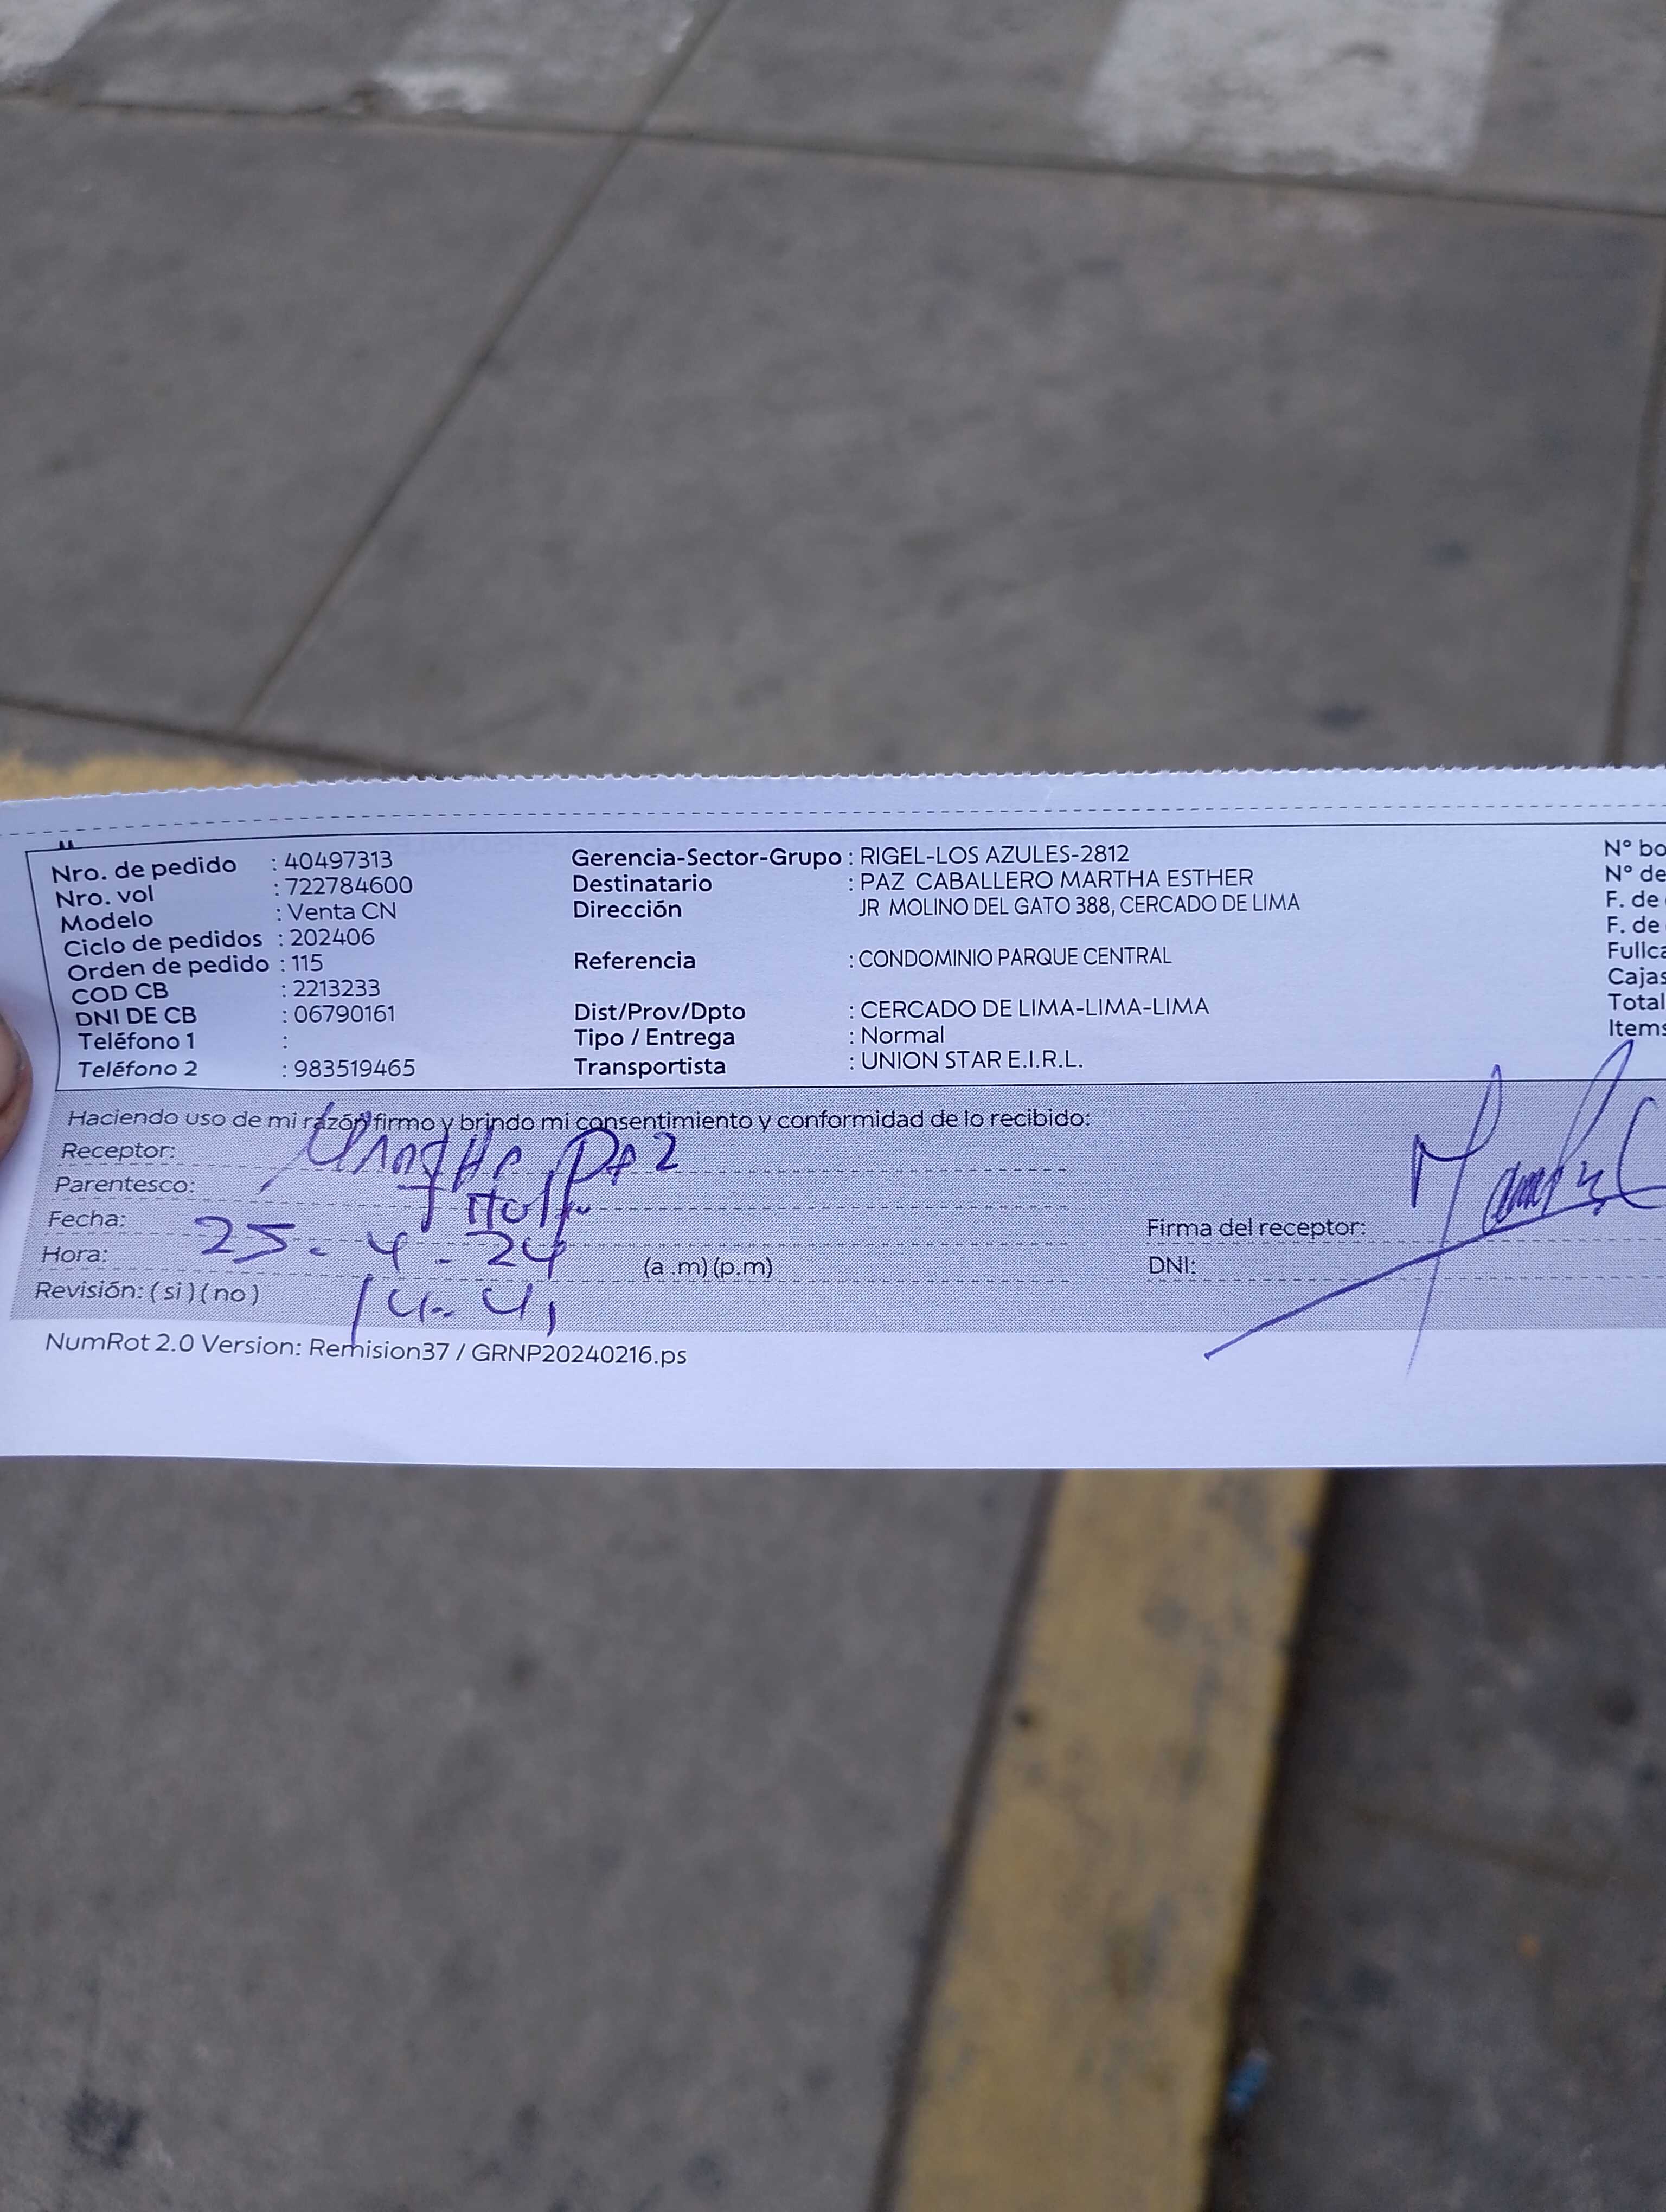 Nro. de pedido : 40497313
Nro. vol : 722784600
Modelo : Venta CN
Ciclo de pedidos : 202406
Orden de pedido : 115
COD CB : 2213233
DNI DE CB : 06790161
Teléfono 1 :
Teléfono 2 : 983519465
Gerencia-Sector-Grupo : RIGEL-LOS AZULES-2812
Destinatario : PAZ CABALLERO MARTHA ESTHER
Dirección JR MOLINO DEL GATO 388, CERCADO DE LIMA
Referencia : CONDOMINIO PARQUE CENTRAL
Dist/Prov/Dpto : CERCADO DE LIMA-LIMA-LIMA
Tipo / Entrega : Normal
Transportista : UNION STAR E.I.R.L.
N° bo
N° de
F. de
F. de
Fullca
Cajas
Total
Items
Haciendo uso de mi razón firmo y brindo mi consentimiento y conformidad de lo recibido:
Receptor: Martha Paz
Parentesco:
Fecha: 25-4-24
Hora: (a .m) (p.m)
Revisión: ( si ) ( no )
Firma del receptor:
DNI:
NumRot 2.0 Version: Remision37 / GRNP20240216.ps